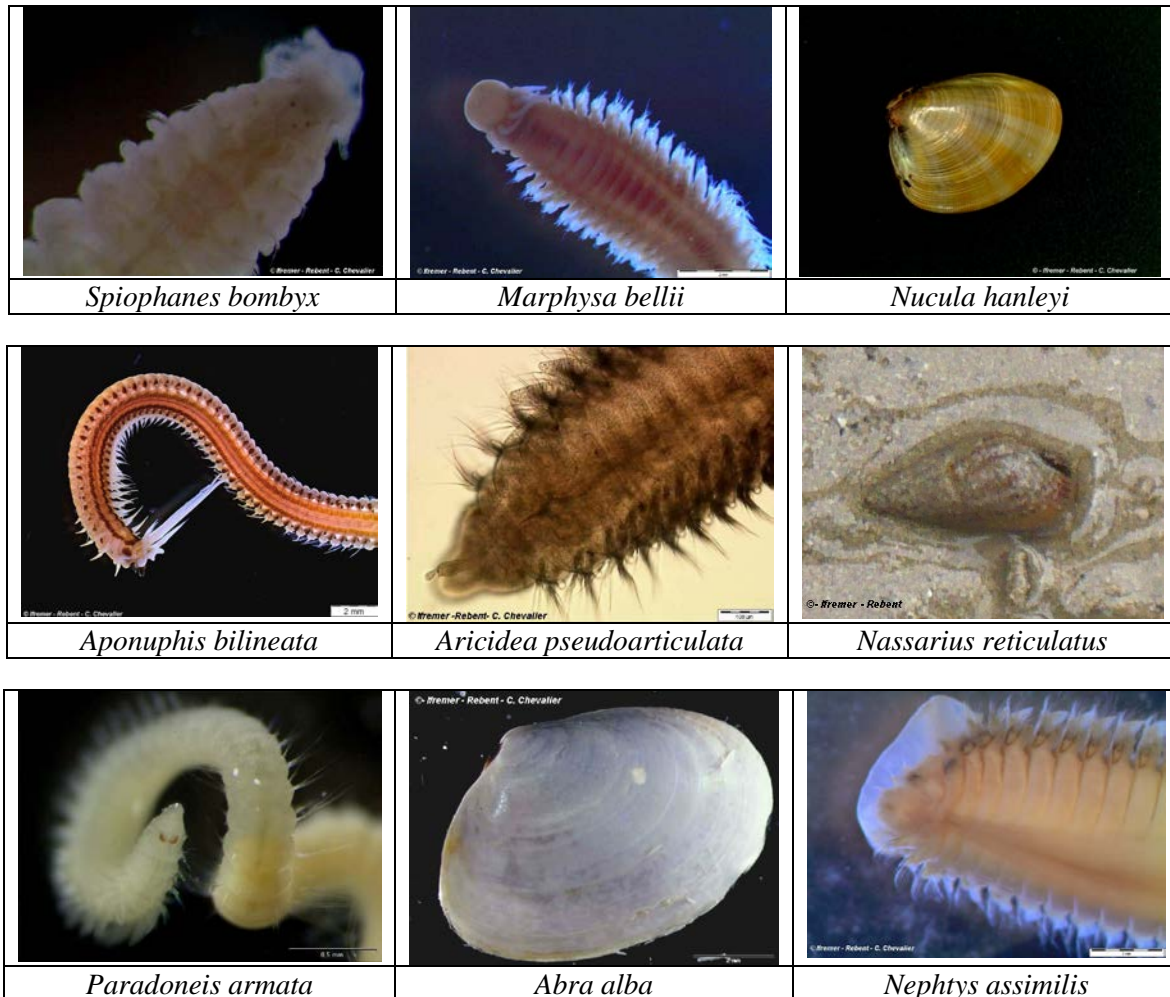 © Ifremer - Rebent - C. Chevalier
© Ifremer - Rebent - C. Chevalier
© - Ifremer - Rebent - C. Chevalier
Spiophanes bombyx
Marphysa bellii
Nucula hanleyi
© Ifremer - Rebent - C. Chevalier
2 mm
© Ifremer -Rebent- C. Chevalier
©- Ifremer - Rebent
Aponuphis bilineata
Aricidea pseudoarticulata
Nassarius reticulatus
0.5 mm
©- Ifremer - Rebent - C. Chevalier
© Ifremer - Rebent - C. Chevalier
Paradoneis armata
Abra alba
Nephtys assimilis